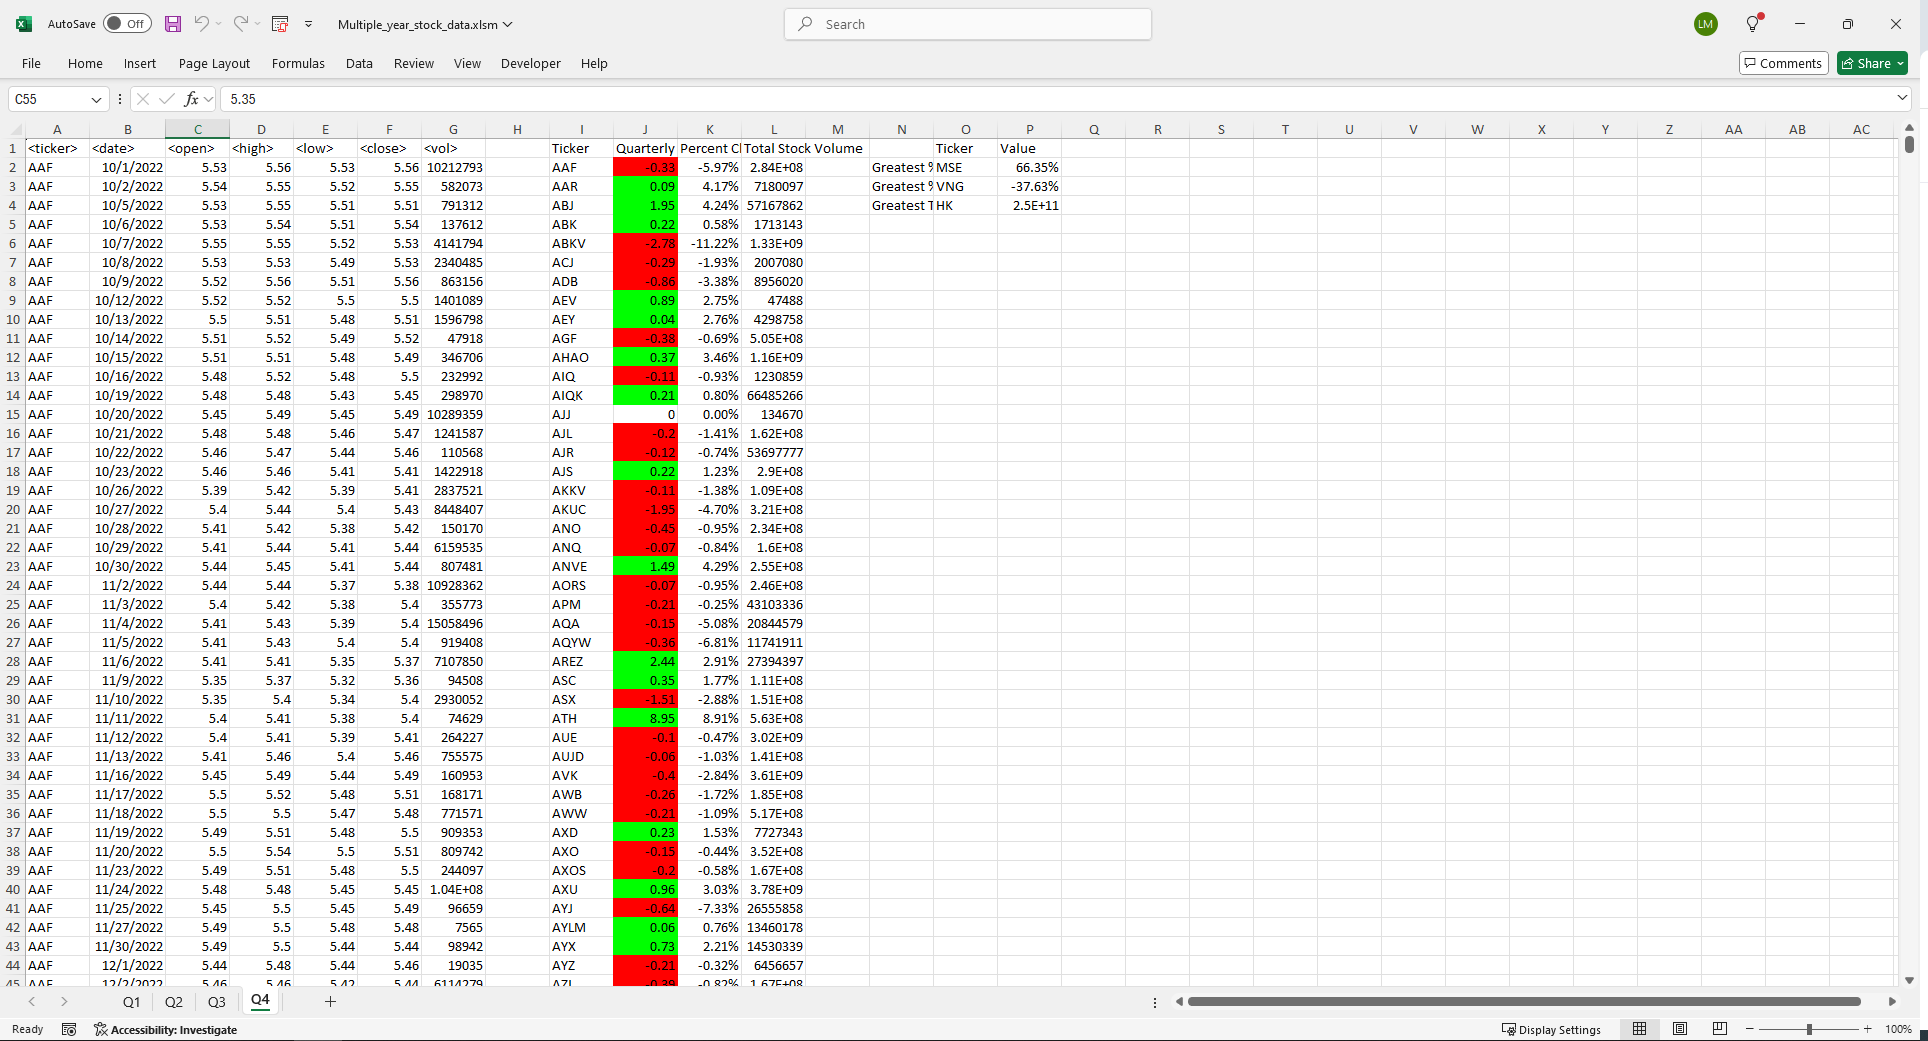 AutoSave Off Multiple_year_stock_data.xlsm Search LM
File Home Insert Page Layout Formulas Data Review View Developer Help Comments Share
C55 fx 5.35
A B C D E F G H I J K L M N O P Q R S T U V W X Y Z AA AB AC
1 <ticker> <date> <open> <high> <low> <close> <vol> Ticker Quarterly Percent Cl Total Stock Volume Ticker Value
2 AAF 10/1/2022 5.53 5.56 5.53 5.56 10212793 AAF -0.33 -5.97% 2.84E+08 Greatest % MSE 66.35%
3 AAF 10/2/2022 5.54 5.55 5.52 5.55 582073 AAR 0.09 4.17% 7180097 Greatest % VNG -37.63%
4 AAF 10/5/2022 5.53 5.55 5.51 5.51 791312 ABJ 1.95 4.24% 57167862 Greatest T HK 2.5E+11
5 AAF 10/6/2022 5.53 5.54 5.51 5.54 137612 ABK 0.22 0.58% 1713143
6 AAF 10/7/2022 5.55 5.55 5.52 5.53 4141794 ABKV -2.78 -11.22% 1.33E+09
7 AAF 10/8/2022 5.53 5.53 5.49 5.53 2340485 ACJ -0.29 -1.93% 2007080
8 AAF 10/9/2022 5.52 5.56 5.51 5.56 863156 ADB -0.86 -3.38% 8956020
9 AAF 10/12/2022 5.52 5.52 5.5 5.5 1401089 AEV 0.89 2.75% 47488
10 AAF 10/13/2022 5.5 5.51 5.48 5.51 1596798 AEY 0.04 2.76% 4298758
11 AAF 10/14/2022 5.51 5.52 5.49 5.52 47918 AGF -0.38 -0.69% 5.05E+08
12 AAF 10/15/2022 5.51 5.51 5.48 5.49 346706 AHAO 0.37 3.46% 1.16E+09
13 AAF 10/16/2022 5.48 5.52 5.48 5.5 232992 AIQ -0.11 -0.93% 1230859
14 AAF 10/19/2022 5.48 5.48 5.43 5.45 298970 AIQK 0.21 0.80% 66485266
15 AAF 10/20/2022 5.45 5.49 5.45 5.49 10289359 AJJ 0 0.00% 134670
16 AAF 10/21/2022 5.48 5.48 5.46 5.47 1241587 AJL -0.2 -1.41% 1.62E+08
17 AAF 10/22/2022 5.46 5.47 5.44 5.46 110568 AJR -0.12 -0.74% 53697777
18 AAF 10/23/2022 5.46 5.46 5.41 5.41 1422918 AJS 0.22 1.23% 2.9E+08
19 AAF 10/26/2022 5.39 5.42 5.39 5.41 2837521 AKKV -0.11 -1.38% 1.09E+08
20 AAF 10/27/2022 5.4 5.44 5.4 5.43 8448407 AKUC -1.95 -4.70% 3.21E+08
21 AAF 10/28/2022 5.41 5.42 5.38 5.42 150170 ANO -0.45 -0.95% 2.34E+08
22 AAF 10/29/2022 5.41 5.44 5.41 5.44 6159535 ANQ -0.07 -0.84% 1.6E+08
23 AAF 10/30/2022 5.44 5.45 5.41 5.44 807481 ANVE 1.49 4.29% 2.55E+08
24 AAF 11/2/2022 5.44 5.44 5.37 5.38 10928362 AORS -0.07 -0.95% 2.46E+08
25 AAF 11/3/2022 5.4 5.42 5.38 5.4 355773 APM -0.21 -0.25% 43103336
26 AAF 11/4/2022 5.41 5.43 5.39 5.4 15058496 AQA -0.15 -5.08% 20844579
27 AAF 11/5/2022 5.41 5.43 5.4 5.4 919408 AQYW -0.36 -6.81% 11741911
28 AAF 11/6/2022 5.41 5.41 5.35 5.37 7107850 AREZ 2.44 2.91% 27394397
29 AAF 11/9/2022 5.35 5.37 5.32 5.36 94508 ASC 0.35 1.77% 1.11E+08
30 AAF 11/10/2022 5.35 5.4 5.34 5.4 2930052 ASX -1.51 -2.88% 1.51E+08
31 AAF 11/11/2022 5.4 5.41 5.38 5.4 74629 ATH 8.95 8.91% 5.63E+08
32 AAF 11/12/2022 5.4 5.41 5.39 5.41 264227 AUE -0.1 -0.47% 3.02E+09
33 AAF 11/13/2022 5.41 5.46 5.4 5.46 755575 AUJD -0.06 -1.03% 1.41E+08
34 AAF 11/16/2022 5.45 5.49 5.44 5.49 160953 AVK -0.4 -2.84% 3.61E+09
35 AAF 11/17/2022 5.5 5.52 5.48 5.51 168171 AWB -0.26 -1.72% 1.85E+08
36 AAF 11/18/2022 5.5 5.5 5.47 5.48 771571 AWW -0.21 -1.09% 5.17E+08
37 AAF 11/19/2022 5.49 5.51 5.48 5.5 909353 AXD 0.23 1.53% 7727343
38 AAF 11/20/2022 5.5 5.54 5.5 5.51 809742 AXO -0.15 -0.44% 3.52E+08
39 AAF 11/23/2022 5.49 5.51 5.48 5.5 244097 AXOS -0.2 -0.58% 1.67E+08
40 AAF 11/24/2022 5.48 5.48 5.45 5.45 1.04E+08 AXU 0.96 3.03% 3.78E+09
41 AAF 11/25/2022 5.45 5.5 5.45 5.49 96659 AYJ -0.64 -7.33% 26555858
42 AAF 11/27/2022 5.49 5.5 5.48 5.48 7565 AYLM 0.06 0.76% 13460178
43 AAF 11/30/2022 5.49 5.5 5.44 5.44 98942 AYX 0.73 2.21% 14530339
44 AAF 12/1/2022 5.44 5.48 5.44 5.46 19035 AYZ -0.21 -0.32% 6456657
45 AAF 12/2/2022 5.46 5.46 5.42 5.44 6114279 -0.39 -0.82% 1.67E+08
Q1 Q2 Q3 Q4
Ready Accessibility: Investigate Display Settings 100%